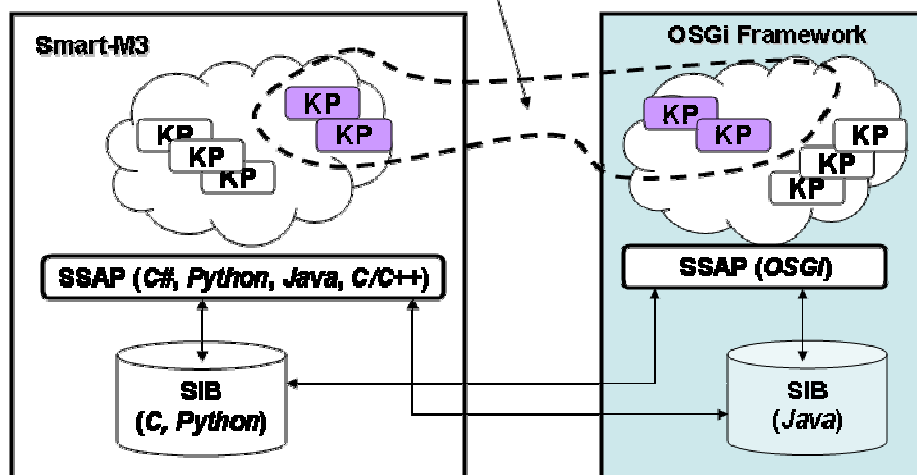 Smart-M3
OSGi Framework
KP
KP
KP
KP
KP
KP
KP
KP
KP
KP
SSAP (C#, Python, Java, C/C++)
SSAP (OSGi)
SIB
(C, Python)
SIB
(Java)